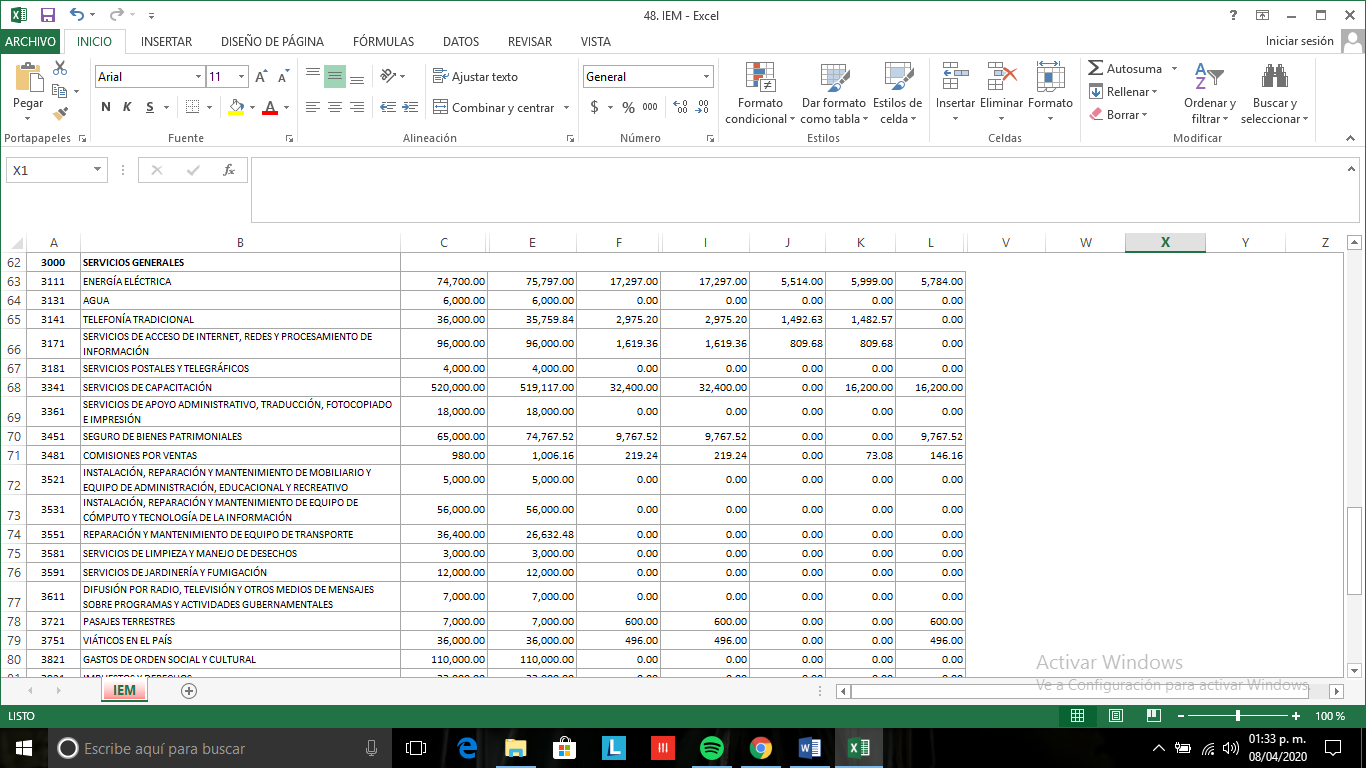 48. IEM - Excel
ARCHIVO INICIO INSERTAR DISEÑO DE PÁGINA FÓRMULAS DATOS REVISAR VISTA Iniciar sesión
Pegar
Arial 11
N K S
Ajustar texto
Combinar y centrar
General
$ % 000
Formato condicional
Dar formato como tabla
Estilos de celda
Insertar Eliminar Formato
Autosuma
Rellenar
Borrar
Ordenar y filtrar
Buscar y seleccionar
Portapapeles Fuente Alineación Número Estilos Celdas Modificar
X1 fx
A B C E F I J K L V W X Y Z
62 3000 SERVICIOS GENERALES
63 3111 ENERGÍA ELÉCTRICA 74,700.00 75,797.00 17,297.00 17,297.00 5,514.00 5,999.00 5,784.00
64 3131 AGUA 6,000.00 6,000.00 0.00 0.00 0.00 0.00 0.00
65 3141 TELEFONÍA TRADICIONAL 36,000.00 35,759.84 2,975.20 2,975.20 1,492.63 1,482.57 0.00
66 3171 SERVICIOS DE ACCESO DE INTERNET, REDES Y PROCESAMIENTO DE
INFORMACIÓN 96,000.00 96,000.00 1,619.36 1,619.36 809.68 809.68 0.00
67 3181 SERVICIOS POSTALES Y TELEGRÁFICOS 4,000.00 4,000.00 0.00 0.00 0.00 0.00 0.00
68 3341 SERVICIOS DE CAPACITACIÓN 520,000.00 519,117.00 32,400.00 32,400.00 0.00 16,200.00 16,200.00
69 3361 SERVICIOS DE APOYO ADMINISTRATIVO, TRADUCCIÓN, FOTOCOPIADO
E IMPRESIÓN 18,000.00 18,000.00 0.00 0.00 0.00 0.00 0.00
70 3451 SEGURO DE BIENES PATRIMONIALES 65,000.00 74,767.52 9,767.52 9,767.52 0.00 0.00 9,767.52
71 3481 COMISIONES POR VENTAS 980.00 1,006.16 219.24 219.24 0.00 73.08 146.16
72 3521 INSTALACIÓN, REPARACIÓN Y MANTENIMIENTO DE MOBILIARIO Y
EQUIPO DE ADMINISTRACIÓN, EDUCACIONAL Y RECREATIVO 5,000.00 5,000.00 0.00 0.00 0.00 0.00 0.00
73 3531 INSTALACIÓN, REPARACIÓN Y MANTENIMIENTO DE EQUIPO DE
CÓMPUTO Y TECNOLOGÍA DE LA INFORMACIÓN 56,000.00 56,000.00 0.00 0.00 0.00 0.00 0.00
74 3551 REPARACIÓN Y MANTENIMIENTO DE EQUIPO DE TRANSPORTE 36,400.00 26,632.48 0.00 0.00 0.00 0.00 0.00
75 3581 SERVICIOS DE LIMPIEZA Y MANEJO DE DESECHOS 3,000.00 3,000.00 0.00 0.00 0.00 0.00 0.00
76 3591 SERVICIOS DE JARDINERÍA Y FUMIGACIÓN 12,000.00 12,000.00 0.00 0.00 0.00 0.00 0.00
77 3611 DIFUSIÓN POR RADIO, TELEVISIÓN Y OTROS MEDIOS DE MENSAJES
SOBRE PROGRAMAS Y ACTIVIDADES GUBERNAMENTALES 7,000.00 7,000.00 0.00 0.00 0.00 0.00 0.00
78 3721 PASAJES TERRESTRES 7,000.00 7,000.00 600.00 600.00 0.00 0.00 600.00
79 3751 VIÁTICOS EN EL PAÍS 36,000.00 36,000.00 496.00 496.00 0.00 0.00 496.00
80 3821 GASTOS DE ORDEN SOCIAL Y CULTURAL 110,000.00 110,000.00 0.00 0.00 0.00 0.00 0.00
Activar Windows
Ve a Configuración para activar Windows.
IEM
LISTO 100 %
Escribe aquí para buscar
01:33 p. m.
08/04/2020